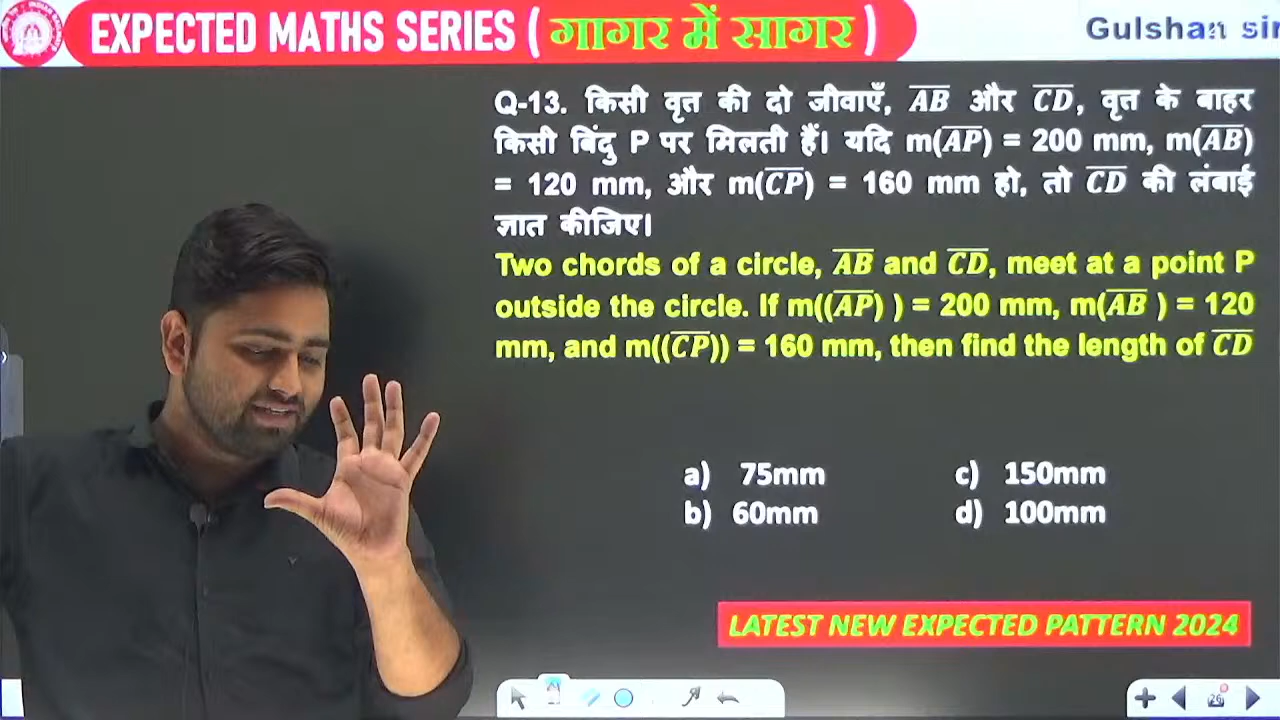 EXPECTED MATHS SERIES ( गागर में सागर )
Gulshan sir
Q-13. किसी वृत्त की दो जीवाएँ, AB और CD, वृत्त के बाहर
किसी बिंदु P पर मिलती हैं। यदि m(AP) = 200 mm, m(AB)
= 120 mm, और m(CP) = 160 mm हो, तो CD की लंबाई
ज्ञात कीजिए।
Two chords of a circle, AB and CD, meet at a point P
outside the circle. If m((AP) ) = 200 mm, m(AB ) = 120
mm, and m((CP)) = 160 mm, then find the length of CD
a) 75mm c) 150mm
b) 60mm d) 100mm
LATEST NEW EXPECTED PATTERN 2024
26